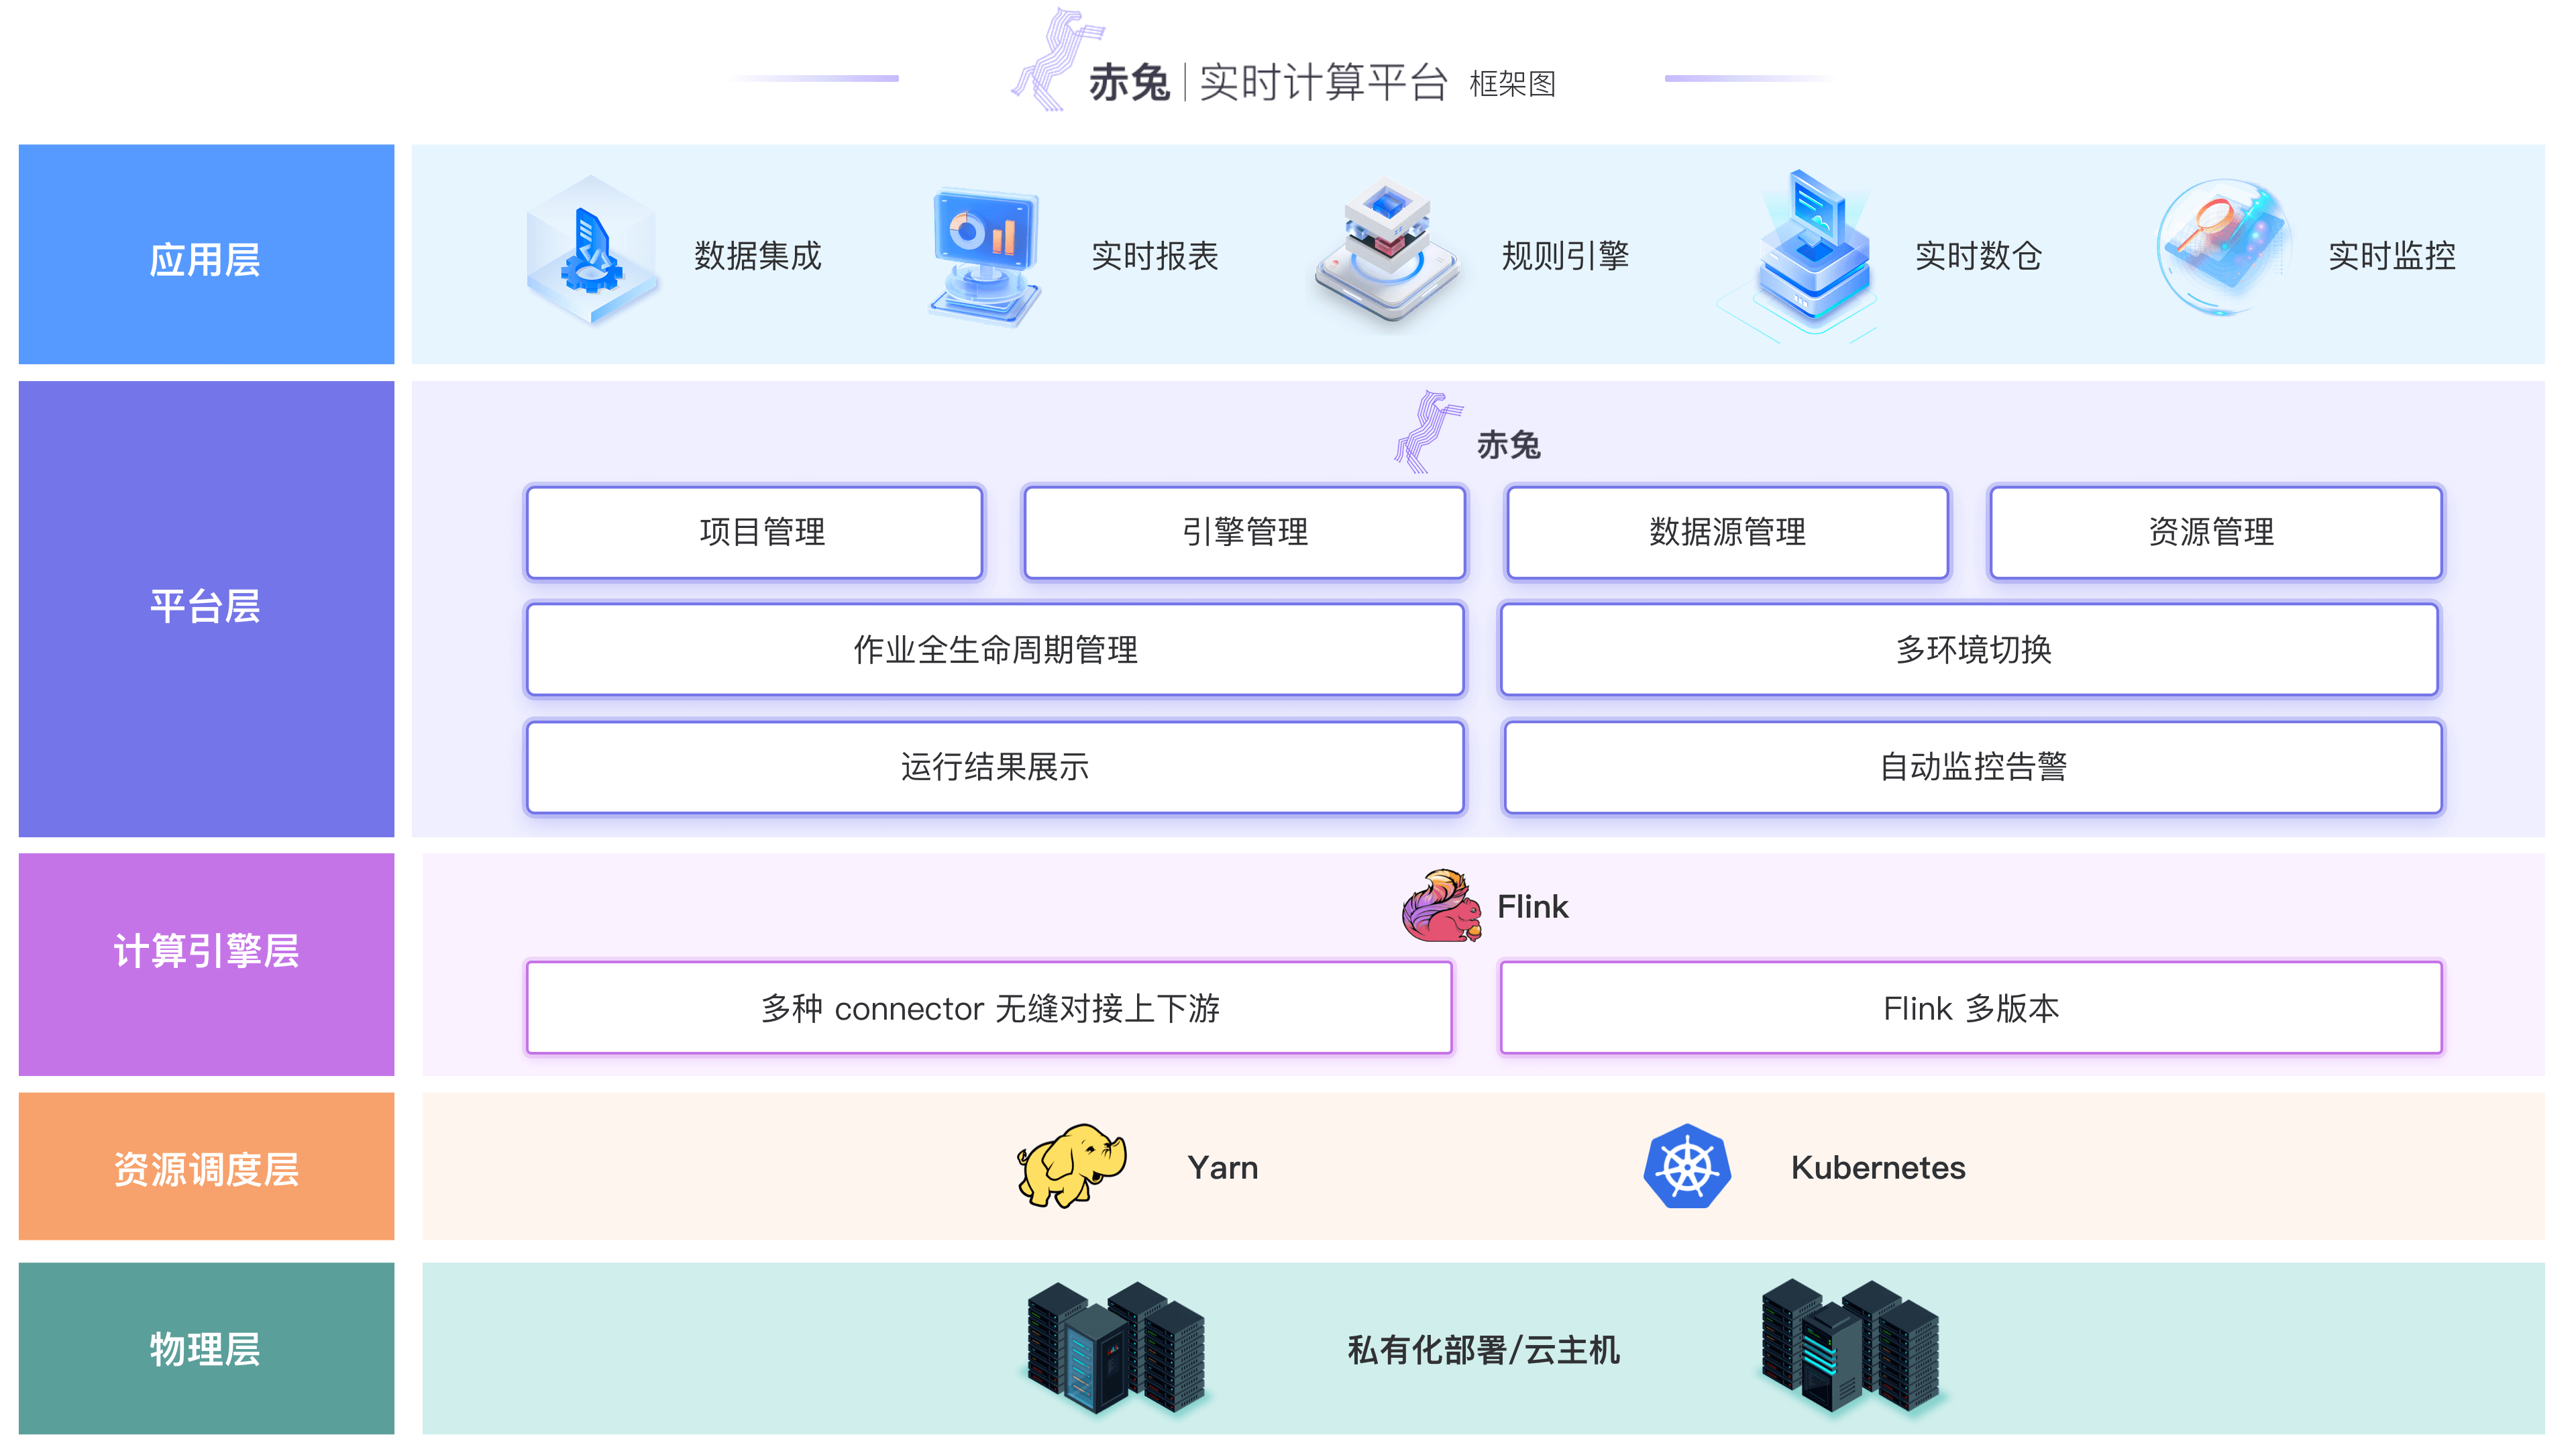 赤兔 | 实时计算平台 框架图
应用层
数据集成
实时报表
规则引擎
实时数仓
实时监控
平台层
赤兔
项目管理
引擎管理
数据源管理
资源管理
作业全生命周期管理
多环境切换
运行结果展示
自动监控告警
计算引擎层
Flink
多种 connector 无缝对接上下游
Flink 多版本
资源调度层
Yarn
Kubernetes
物理层
私有化部署/云主机